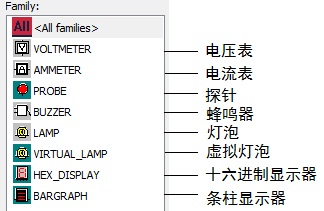 Family:
All <All families>
VOLTMETER 电压表
AMMETER 电流表
PROBE 探针
BUZZER 蜂鸣器
LAMP 灯泡
VIRTUAL_LAMP 虚拟灯泡
HEX_DISPLAY 十六进制显示器
BARGRAPH 条柱显示器